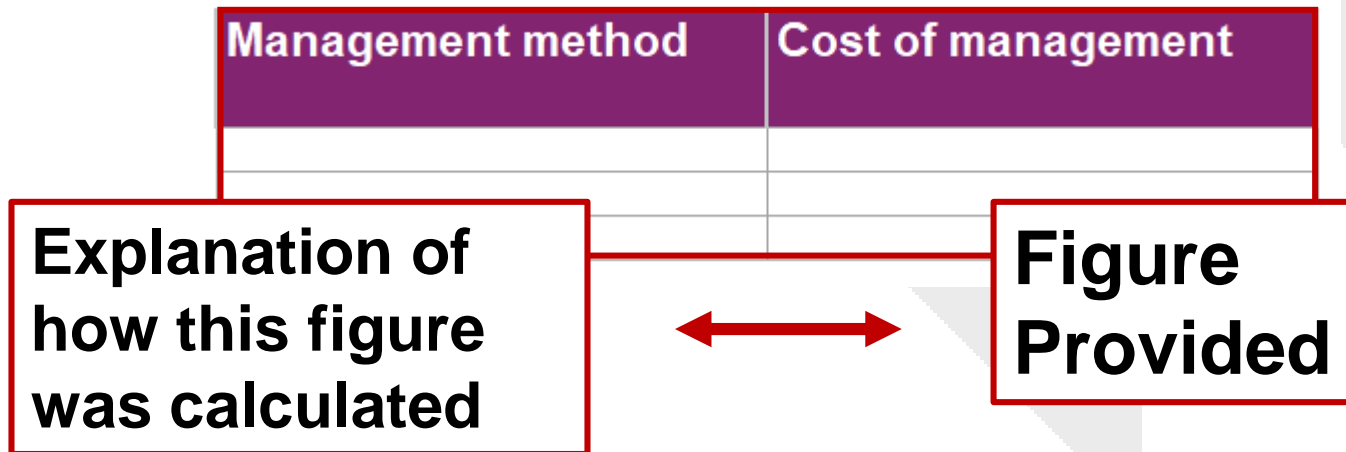 Management method
Cost of management
Explanation of
how this figure
was calculated
Figure
Provided